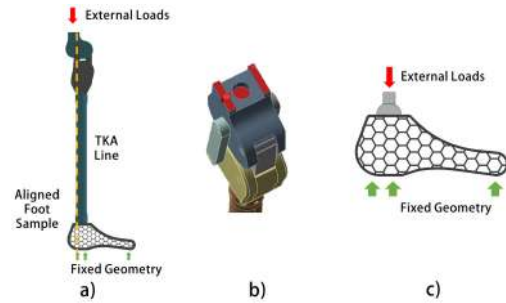 External Loads
TKA
Line
Aligned
Foot
Sample
Fixed Geometry
a)
b)
External Loads
Fixed Geometry
c)